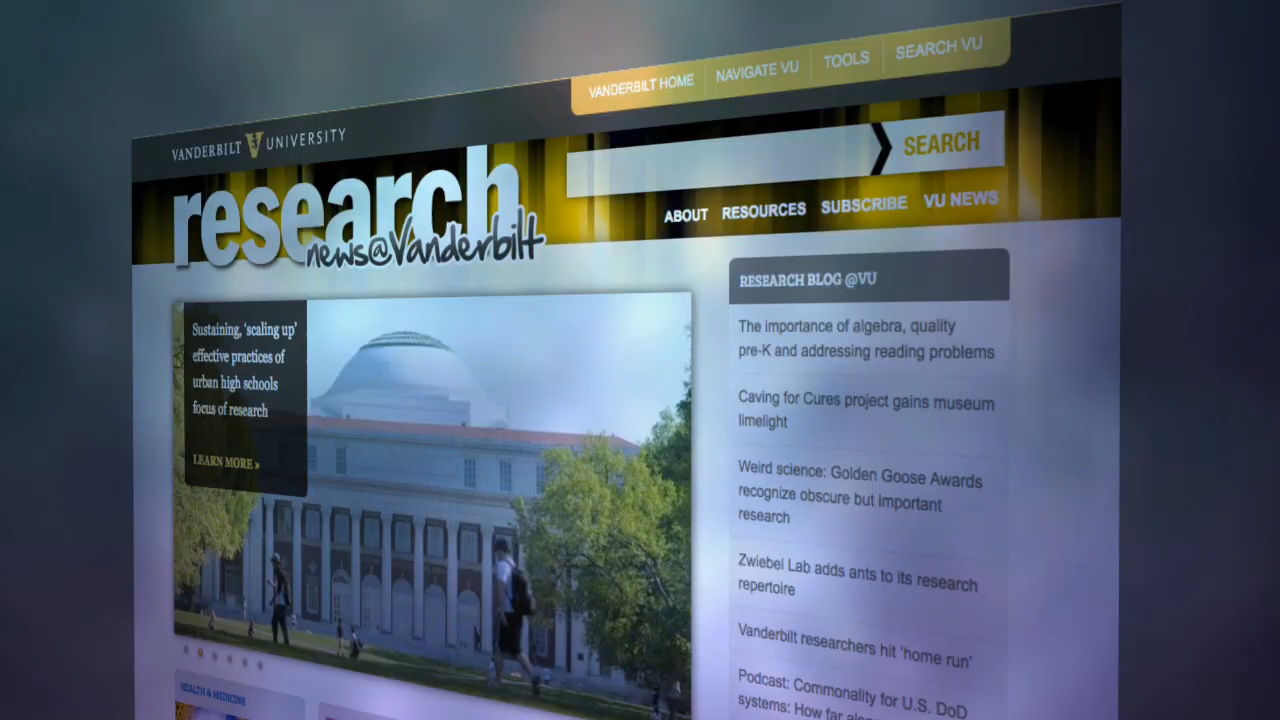 VANDERBILT HOME
NAVIGATE VU
TOOLS
SEARCH VU
VANDERBILT V UNIVERSITY
research
news@Vanderbilt
SEARCH
ABOUT
RESOURCES
SUBSCRIBE
VU NEWS
Sustaining, 'scaling up'
effective practices of
urban high schools
focus of research
LEARN MORE »
RESEARCH BLOG @VU
The importance of algebra, quality
pre-K and addressing reading problems
Caving for Cures project gains museum
limelight
Weird science: Golden Goose Awards
recognize obscure but important
research
Zwiebel Lab adds ants to its research
repertoire
Vanderbilt researchers hit 'home run'
Podcast: Commonality for U.S. DoD
systems: How far
HEALTH & MEDICINE